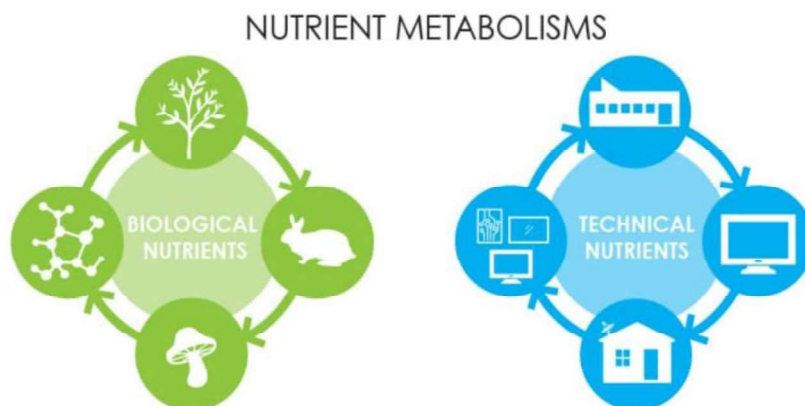 NUTRIENT METABOLISMS
BIOLOGICAL
NUTRIENTS
TECHNICAL
NUTRIENTS